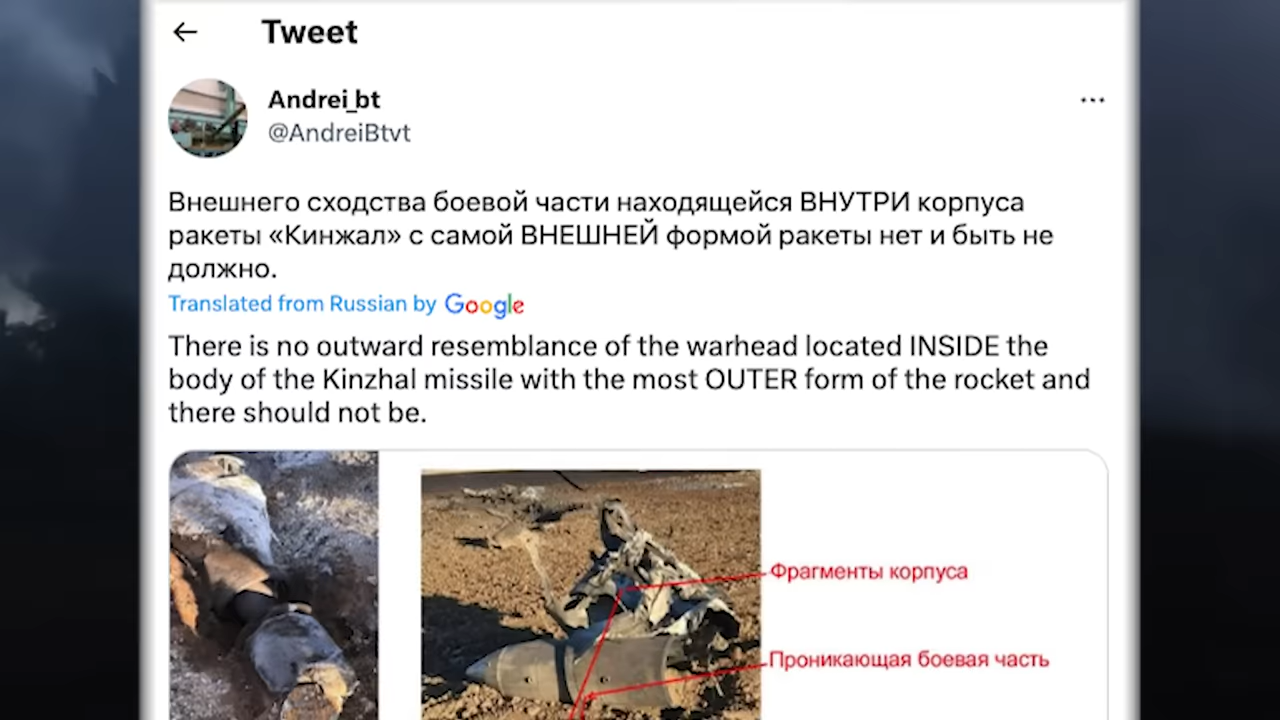 Tweet
Andrei_bt
@AndreiBtvt
Внешнего сходства боевой части находящейся ВНУТРИ корпуса
ракеты «Кинжал» с самой ВНЕШНЕЙ формой ракеты нет и быть не
должно.
Translated from Russian by Google
There is no outward resemblance of the warhead located INSIDE the
body of the Kinzhal missile with the most OUTER form of the rocket and
there should not be.
Фрагменты корпуса
Проникающая боевая часть